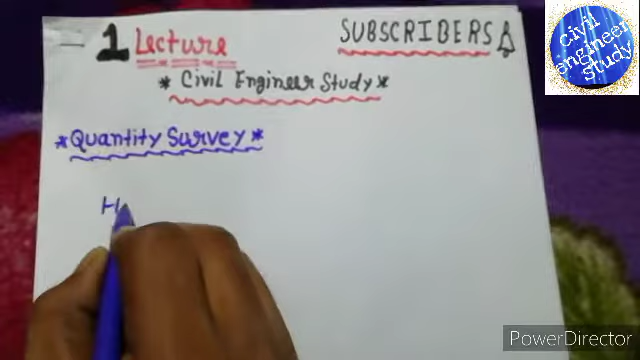 1 Lecture
SUBSCRIBERS
* Civil Engineer Study *
* Quantity Survey *
H
civil
engineer
study
PowerDirector